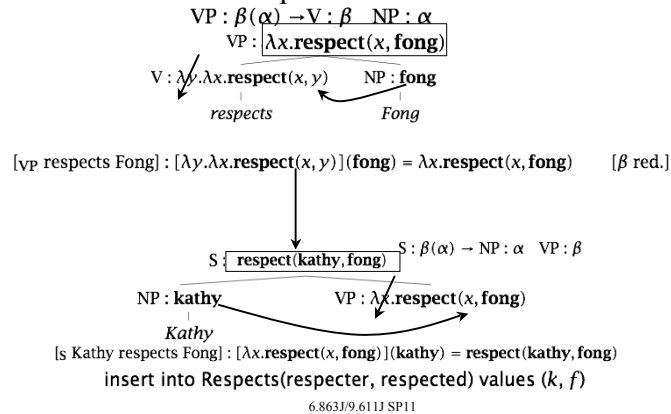 VP : β(α) → V : β NP : α
VP : λx.respect(x, fong)
V : λy.λx.respect(x, y) NP : fong
respects Fong
[VP respects Fong] : [λy.λx.respect(x, y)](fong) = λx.respect(x, fong) [β red.]
S : respect(kathy, fong) S : β(α) → NP : α VP : β
NP : kathy VP : λx.respect(x, fong)
Kathy
[S Kathy respects Fong] : [λx.respect(x, fong)](kathy) = respect(kathy, fong)
insert into Respects(respecter, respected) values (k, f)
6.863J/9.611J SP11